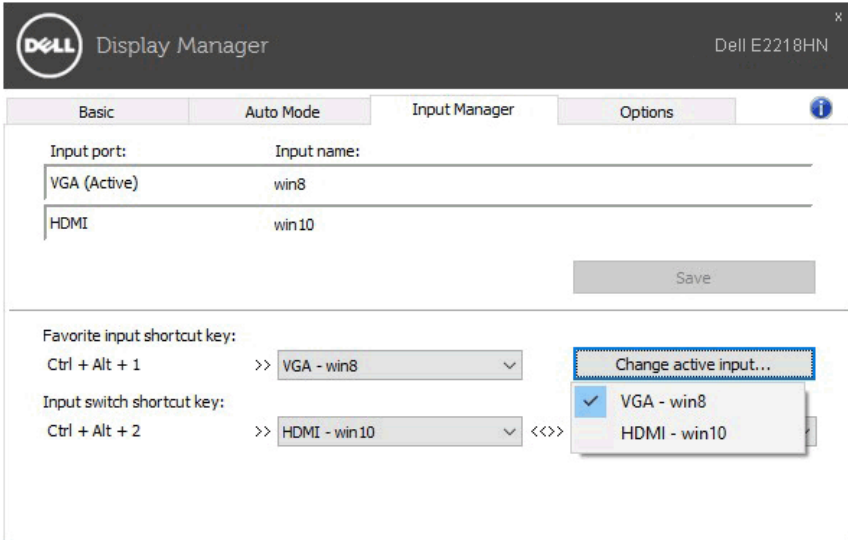 x
DELL Display Manager Dell E2218HN
Basic Auto Mode Input Manager Options i
Input port: Input name:
VGA (Active) win8
HDMI win10
Save
Favorite input shortcut key:
Ctrl + Alt + 1 >> VGA - win8 Change active input...
Input switch shortcut key: VGA - win8
Ctrl + Alt + 2 >> HDMI - win10 <<>> HDMI - win10